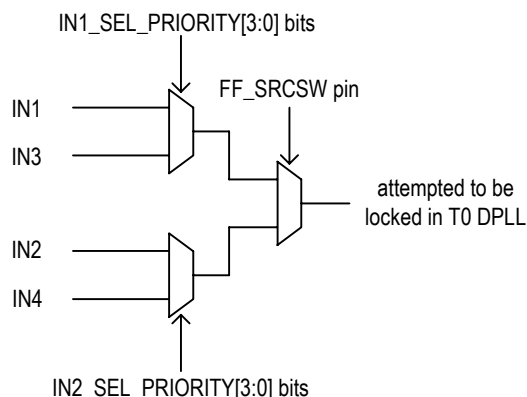 IN1_SEL_PRIORITY[3:0] bits
FF_SRCSW pin
IN1
IN3
attempted to be
locked in T0 DPLL
IN2
IN4
IN2_SEL_PRIORITY[3:0] bits